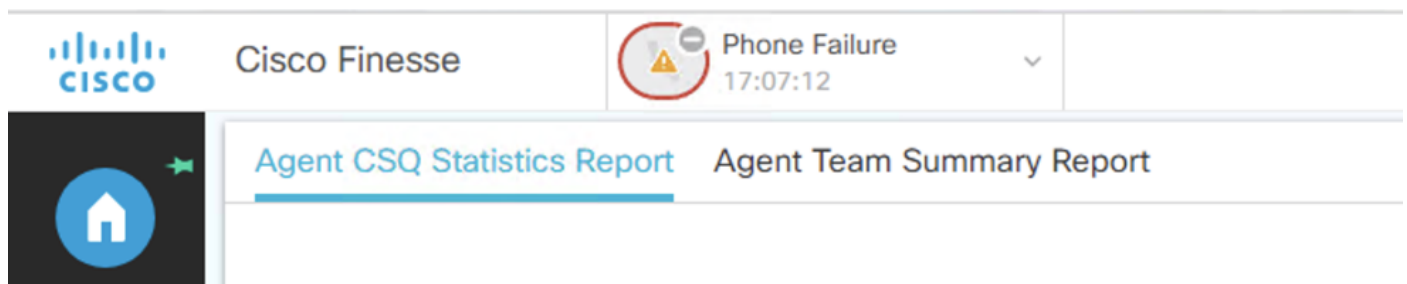 CISCO
Cisco Finesse
Phone Failure
17:07:12
Agent CSQ Statistics Report
Agent Team Summary Report